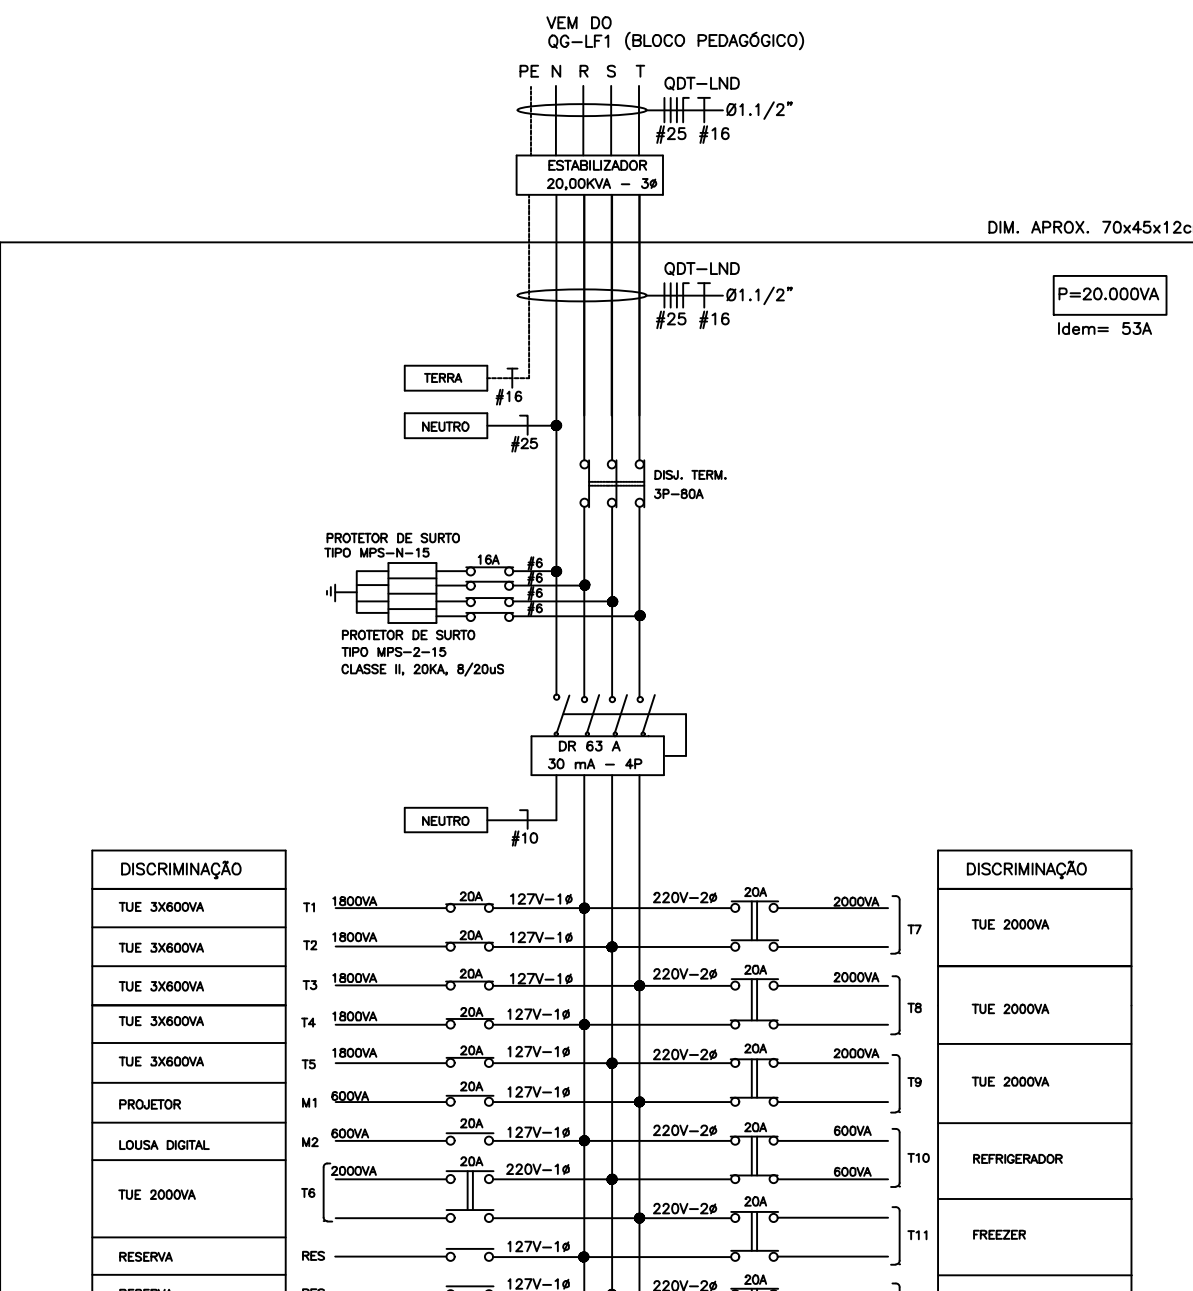 VEM DO
QG-LF1 (BLOCO PEDAGÓGICO)
PE N R S T
QDT-LND
Ø1.1/2"
#25 #16
ESTABILIZADOR
20,00KVA - 3ø
DIM. APROX. 70x45x12c
QDT-LND
Ø1.1/2"
#25 #16
P=20.000VA
Idem= 53A
TERRA
#16
NEUTRO
#25
DISJ. TERM.
3P-80A
PROTETOR DE SURTO
TIPO MPS-N-15
16A
#6
#6
#6
#6
PROTETOR DE SURTO
TIPO MPS-2-15
CLASSE II, 20KA, 8/20uS
DR 63 A
30 mA - 4P
NEUTRO
#10
DISCRIMINAÇÃO
DISCRIMINAÇÃO
TUE 3X600VA T1 1800VA 20A 127V-1ø
220V-2ø 20A 2000VA T7 TUE 2000VA
TUE 3X600VA T2 1800VA 20A 127V-1ø
TUE 3X600VA T3 1800VA 20A 127V-1ø
220V-2ø 20A 2000VA T8 TUE 2000VA
TUE 3X600VA T4 1800VA 20A 127V-1ø
TUE 3X600VA T5 1800VA 20A 127V-1ø
220V-2ø 20A 2000VA T9 TUE 2000VA
PROJETOR M1 600VA 20A 127V-1ø
LOUSA DIGITAL M2 600VA 20A 127V-1ø
220V-2ø 20A 600VA T10 REFRIGERADOR
600VA
TUE 2000VA T6 2000VA 20A 220V-1ø
220V-2ø 20A T11 FREEZER
RESERVA RES 127V-1ø
RESERVA RES 127V-1ø
220V-2ø 20A